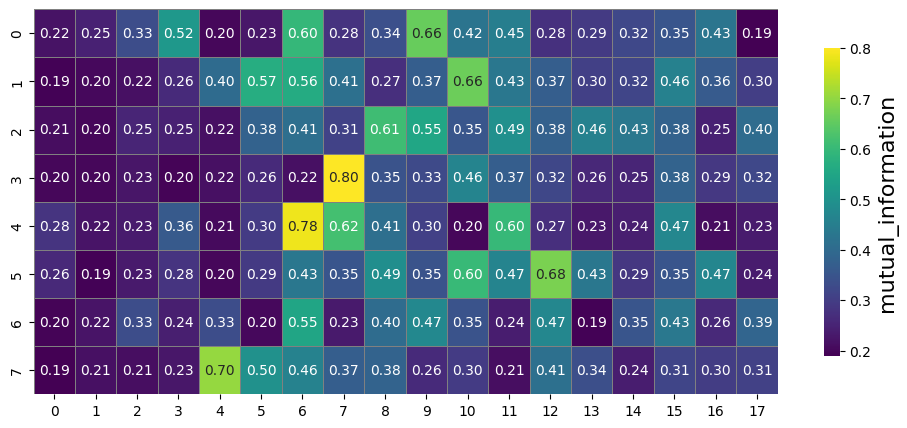 0 0.22 0.25 0.33 0.52 0.20 0.23 0.60 0.28 0.34 0.66 0.42 0.45 0.28 0.29 0.32 0.35 0.43 0.19
1 0.19 0.20 0.22 0.26 0.40 0.57 0.56 0.41 0.27 0.37 0.66 0.43 0.37 0.30 0.32 0.46 0.36 0.30
2 0.21 0.20 0.25 0.25 0.22 0.38 0.41 0.31 0.61 0.55 0.35 0.49 0.38 0.46 0.43 0.38 0.25 0.40
3 0.20 0.20 0.23 0.20 0.22 0.26 0.22 0.80 0.35 0.33 0.46 0.37 0.32 0.26 0.25 0.38 0.29 0.32
4 0.28 0.22 0.23 0.36 0.21 0.30 0.78 0.62 0.41 0.30 0.20 0.60 0.27 0.23 0.24 0.47 0.21 0.23
5 0.26 0.19 0.23 0.28 0.20 0.29 0.43 0.35 0.49 0.35 0.60 0.47 0.68 0.43 0.29 0.35 0.47 0.24
6 0.20 0.22 0.33 0.24 0.33 0.20 0.55 0.23 0.40 0.47 0.35 0.24 0.47 0.19 0.35 0.43 0.26 0.39
7 0.19 0.21 0.21 0.23 0.70 0.50 0.46 0.37 0.38 0.26 0.30 0.21 0.41 0.34 0.24 0.31 0.30 0.31
0 1 2 3 4 5 6 7 8 9 10 11 12 13 14 15 16 17
0.8
0.7
0.6
0.5
0.4
0.3
0.2
mutual_information